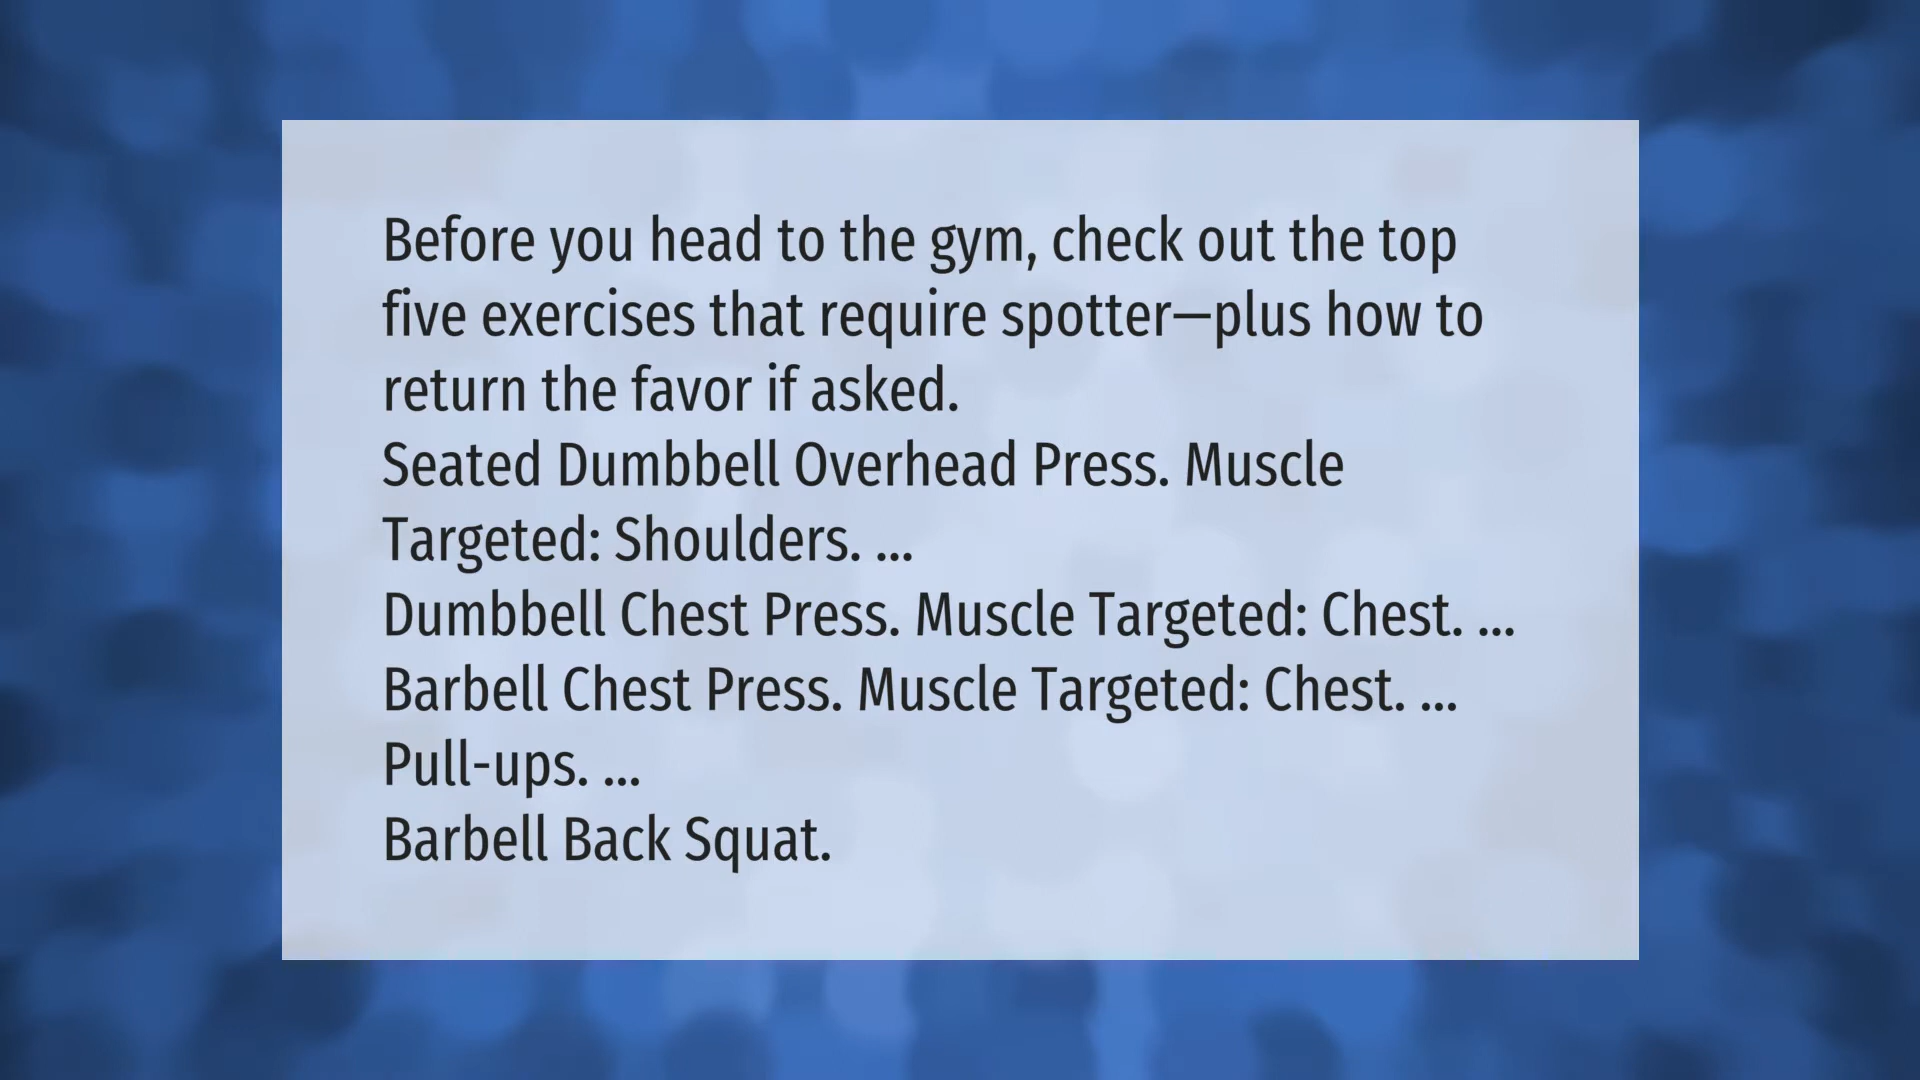 Before you head to the gym, check out the top
five exercises that require spotter—plus how to
return the favor if asked.
Seated Dumbbell Overhead Press. Muscle
Targeted: Shoulders. ...
Dumbbell Chest Press. Muscle Targeted: Chest. ...
Barbell Chest Press. Muscle Targeted: Chest. ...
Pull-ups. ...
Barbell Back Squat.